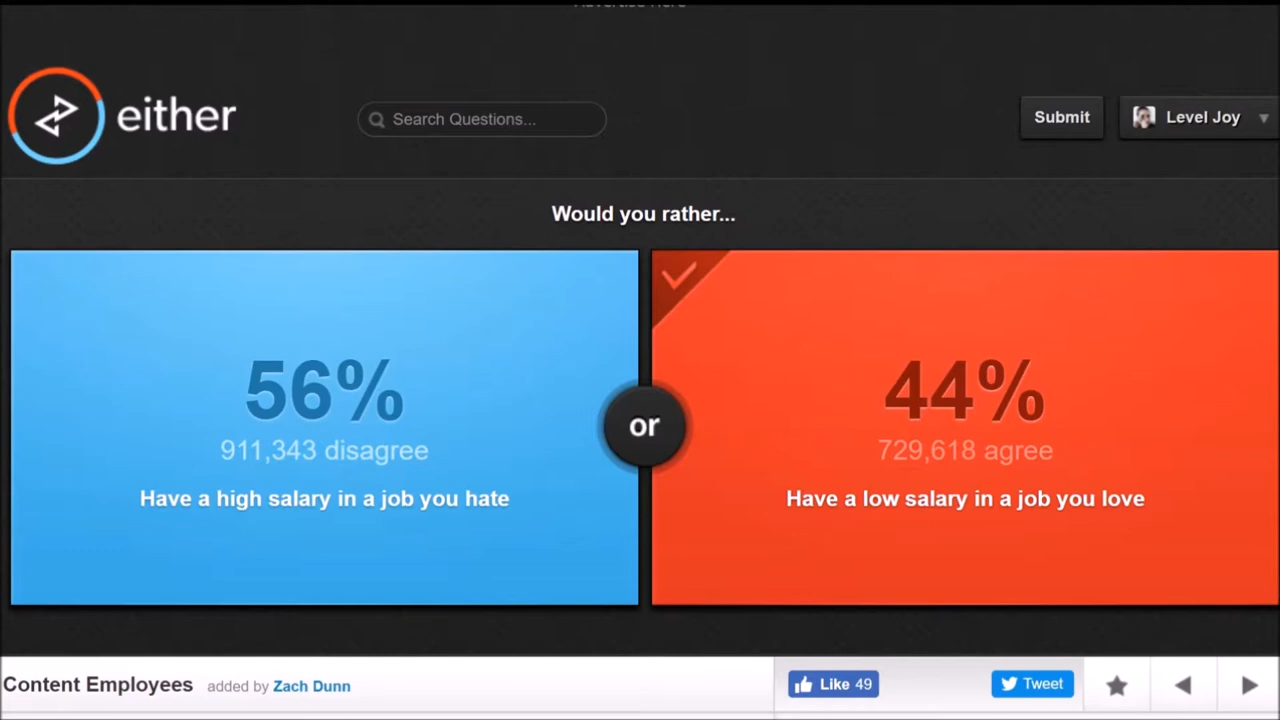 either
Search Questions...
Submit
Level Joy
Would you rather...
56%
911,343 disagree
Have a high salary in a job you hate
or
44%
729,618 agree
Have a low salary in a job you love
Content Employees added by Zach Dunn
Like 49
Tweet